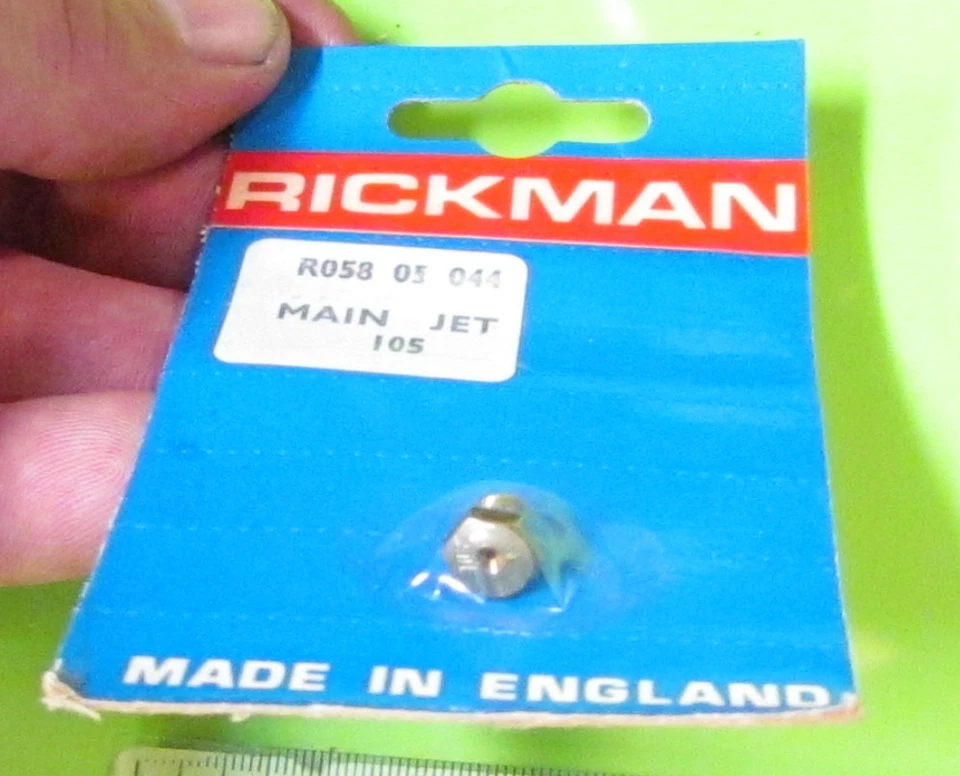 RICKMAN
R058 05 044
MAIN JET
105
MADE IN ENGLAND